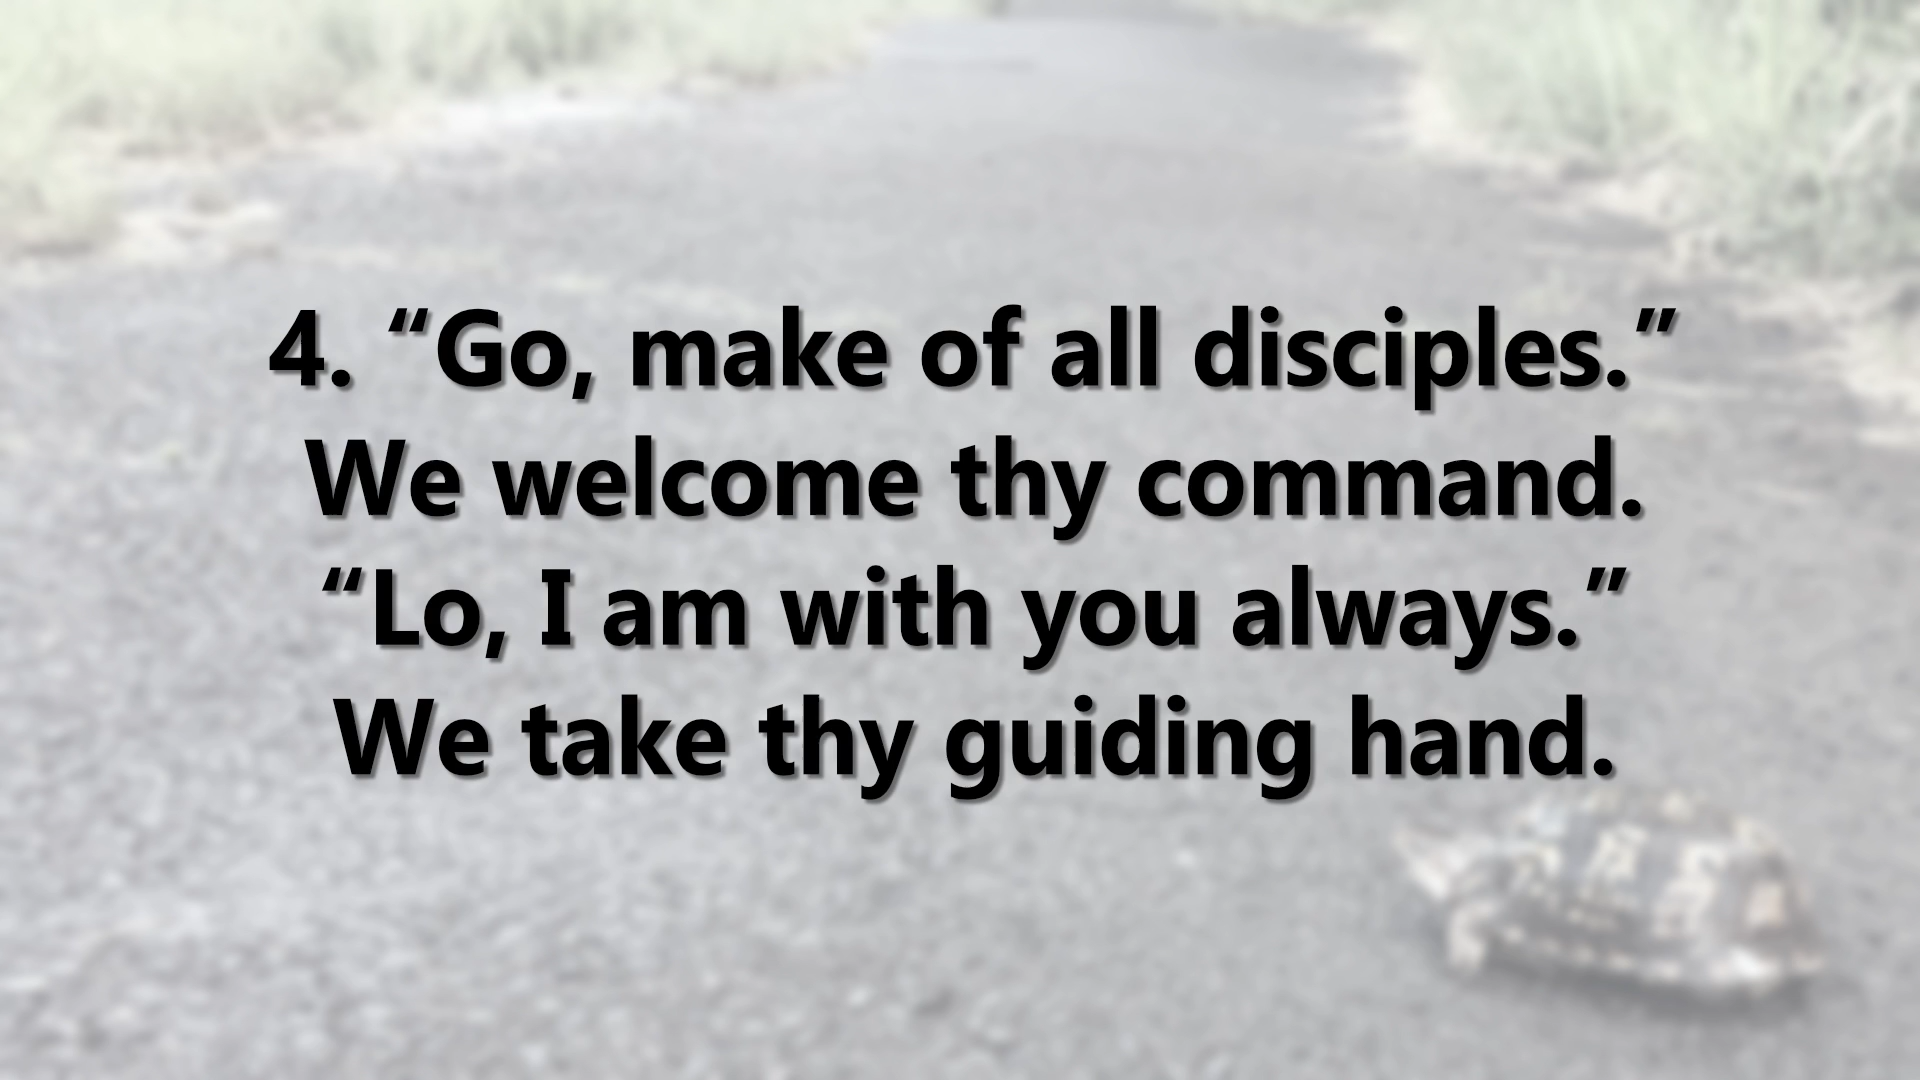 4. “Go, make of all disciples.”
We welcome thy command.
“Lo, I am with you always.”
We take thy guiding hand.